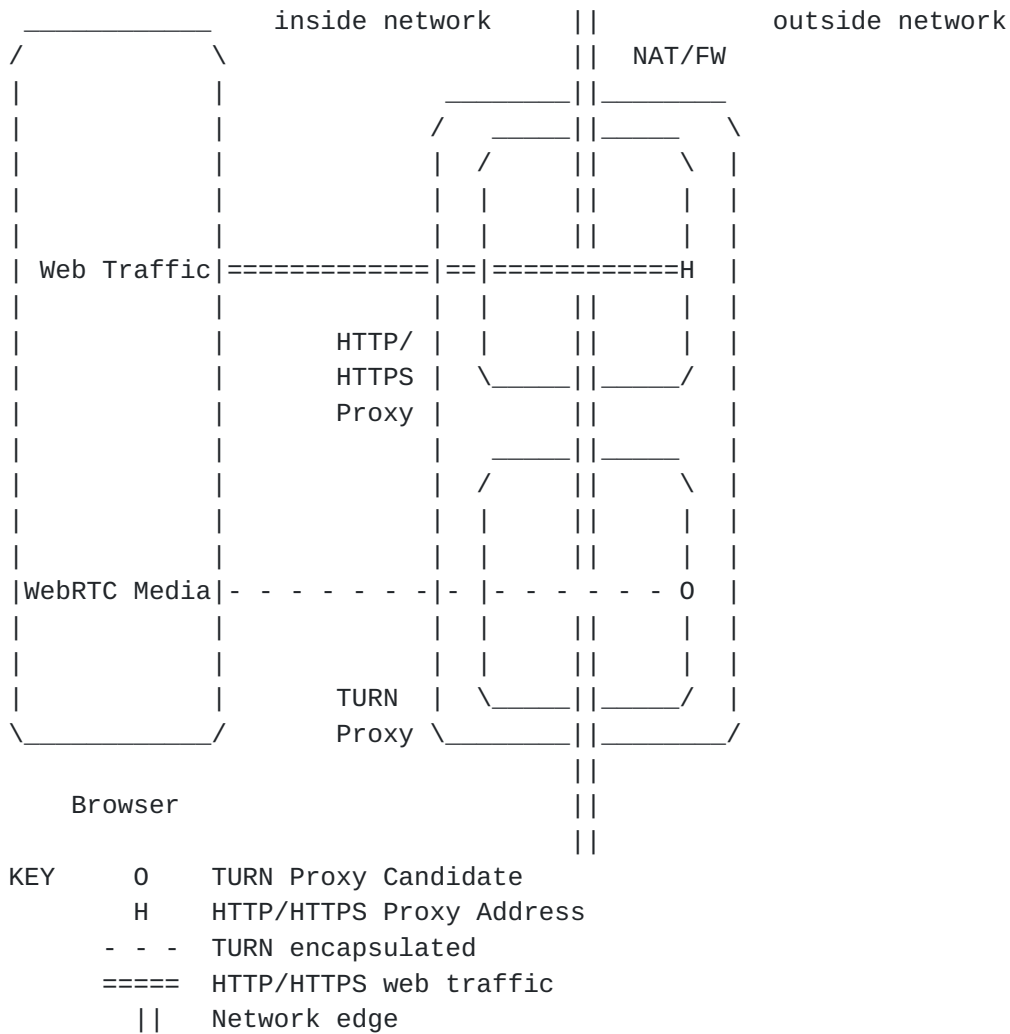 inside network || outside network
|| NAT/FW
Web Traffic|=============|==|============H
HTTP/
HTTPS
Proxy
WebRTC Media|- - - - - - -|- |- - - - - - O
TURN
Proxy
Browser
KEY O TURN Proxy Candidate
H HTTP/HTTPS Proxy Address
- - - TURN encapsulated
===== HTTP/HTTPS web traffic
|| Network edge